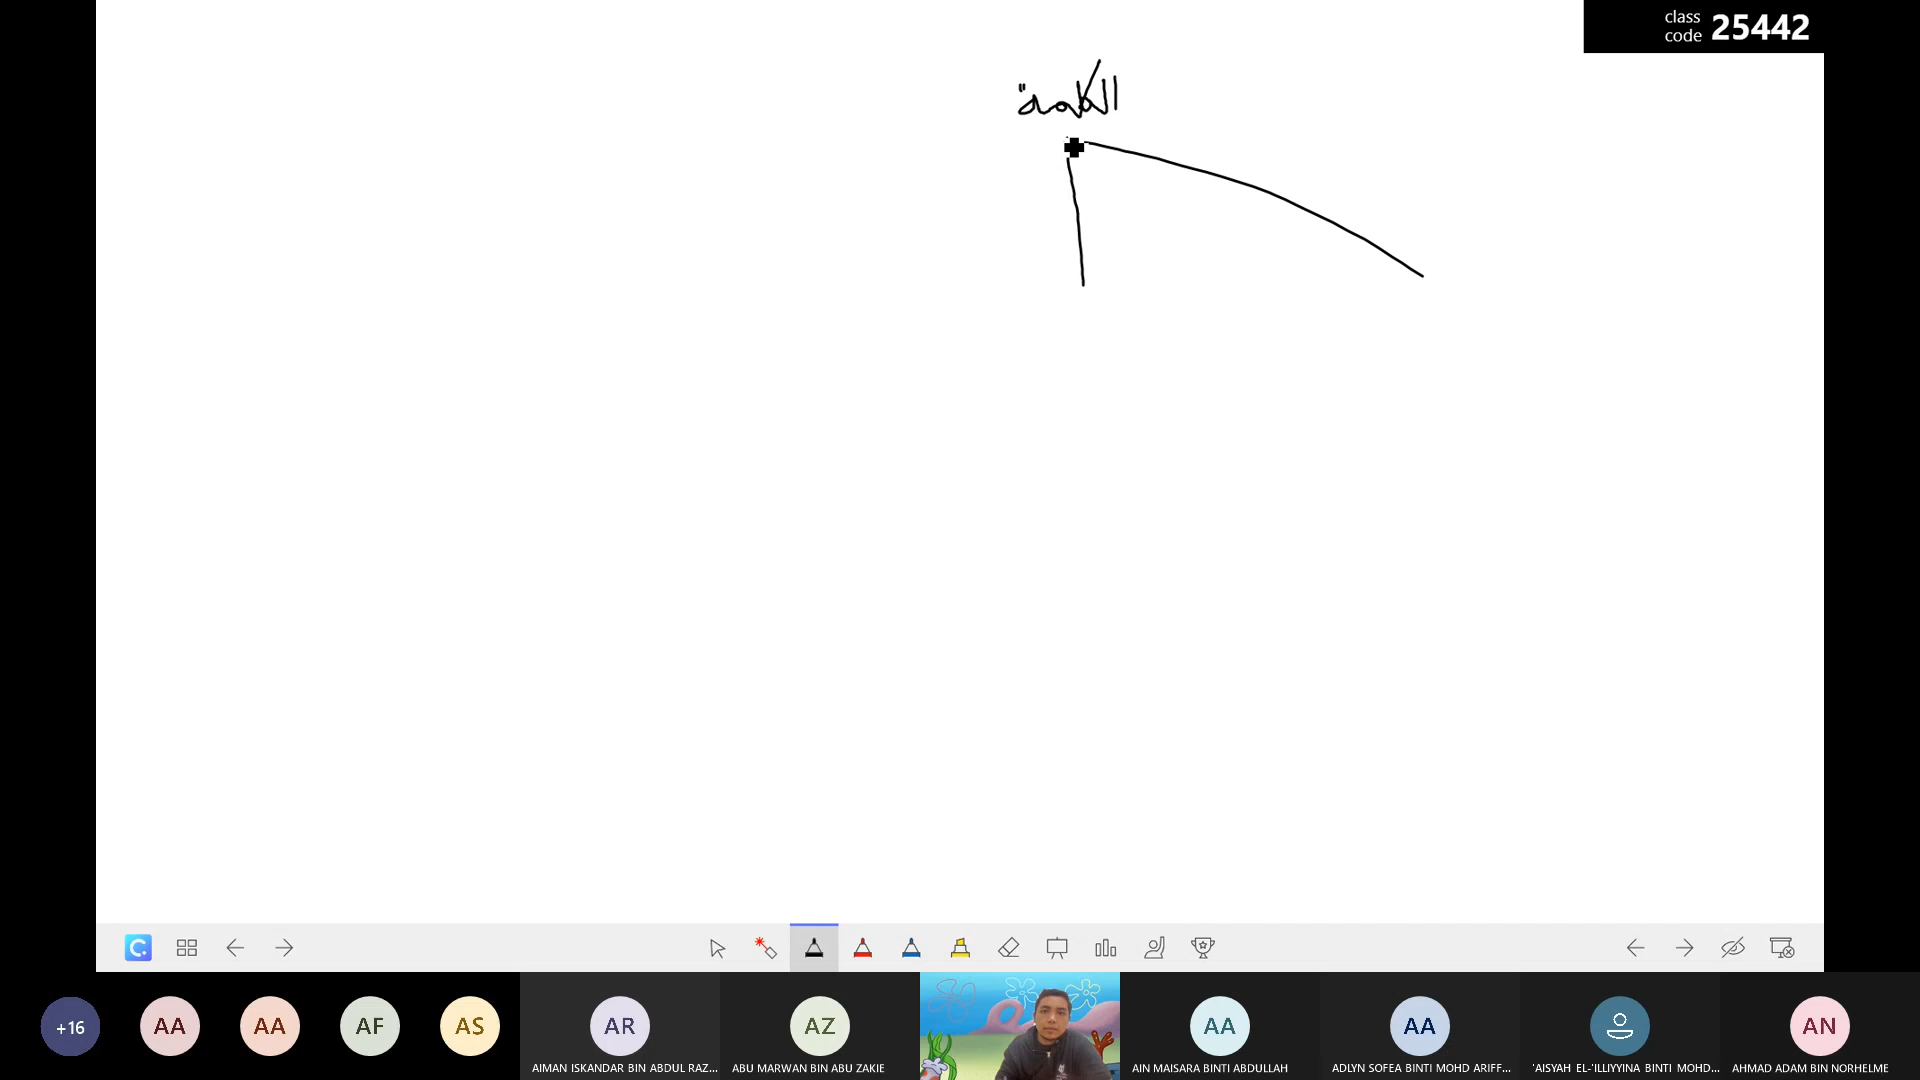 class
code 25442
الكلمة
+16
AA
AA
AF
AS
AR
AZ
AA
AA
AN
AIMAN ISKANDAR BIN ABDUL RAZ...
ABU MARWAN BIN ABU ZAKIE
AIN MAISARA BINTI ABDULLAH
ADLYN SOFEA BINTI MOHD ARIFF...
'AISYAH EL-'ILLIYYINA BINTI MOHD...
AHMAD ADAM BIN NORHELME